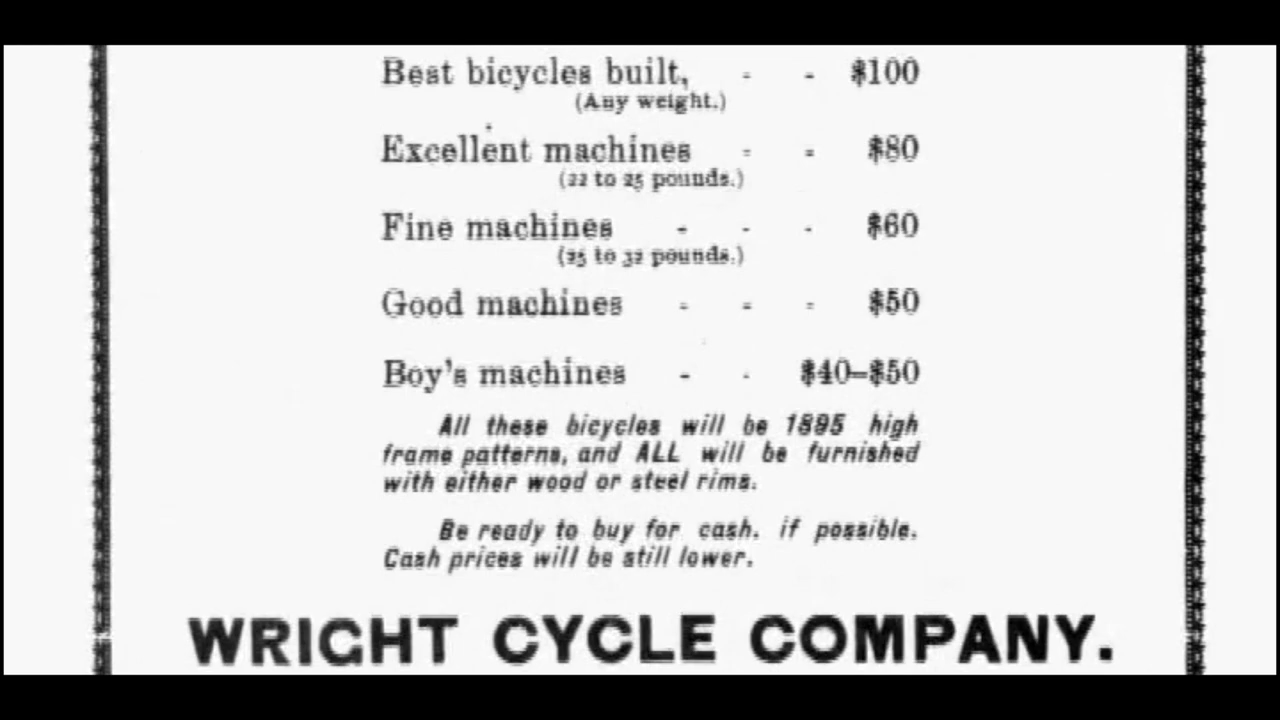 Best bicycles built, - - $100
(Any weight.)
Excellent machines - - $80
(22 to 25 pounds.)
Fine machines - - - $60
(25 to 32 pounds.)
Good machines - - - $50
Boy's machines - - $40–$50
All these bicycles will be 1895 high
frame patterns, and ALL will be furnished
with either wood or steel rims.
Be ready to buy for cash. if possible.
Cash prices will be still lower.
WRIGHT CYCLE COMPANY.